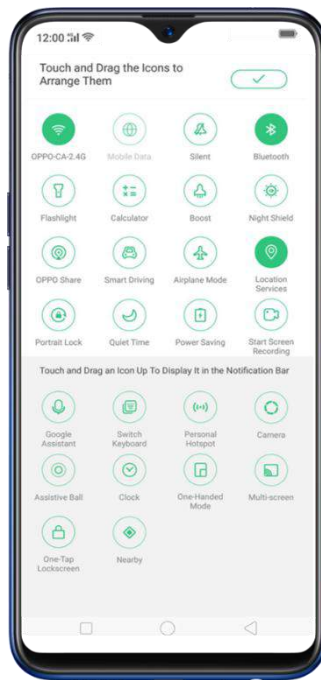 12:00
Touch and Drag the Icons to
Arrange Them
OPPO-CA-2.4G Mobile Data Silent Bluetooth
Flashlight Calculator Boost Night Shield
OPPO Share Smart Driving Airplane Mode Location
Services
Portrait Lock Quiet Time Power Saving Start Screen
Recording
Touch and Drag an Icon Up To Display It in the Notification Bar
Google Switch Personal Camera
Assistant Keyboard Hotspot
Assistive Ball Clock One-Handed Multi-screen
Mode
One-Tap Nearby
Lockscreen